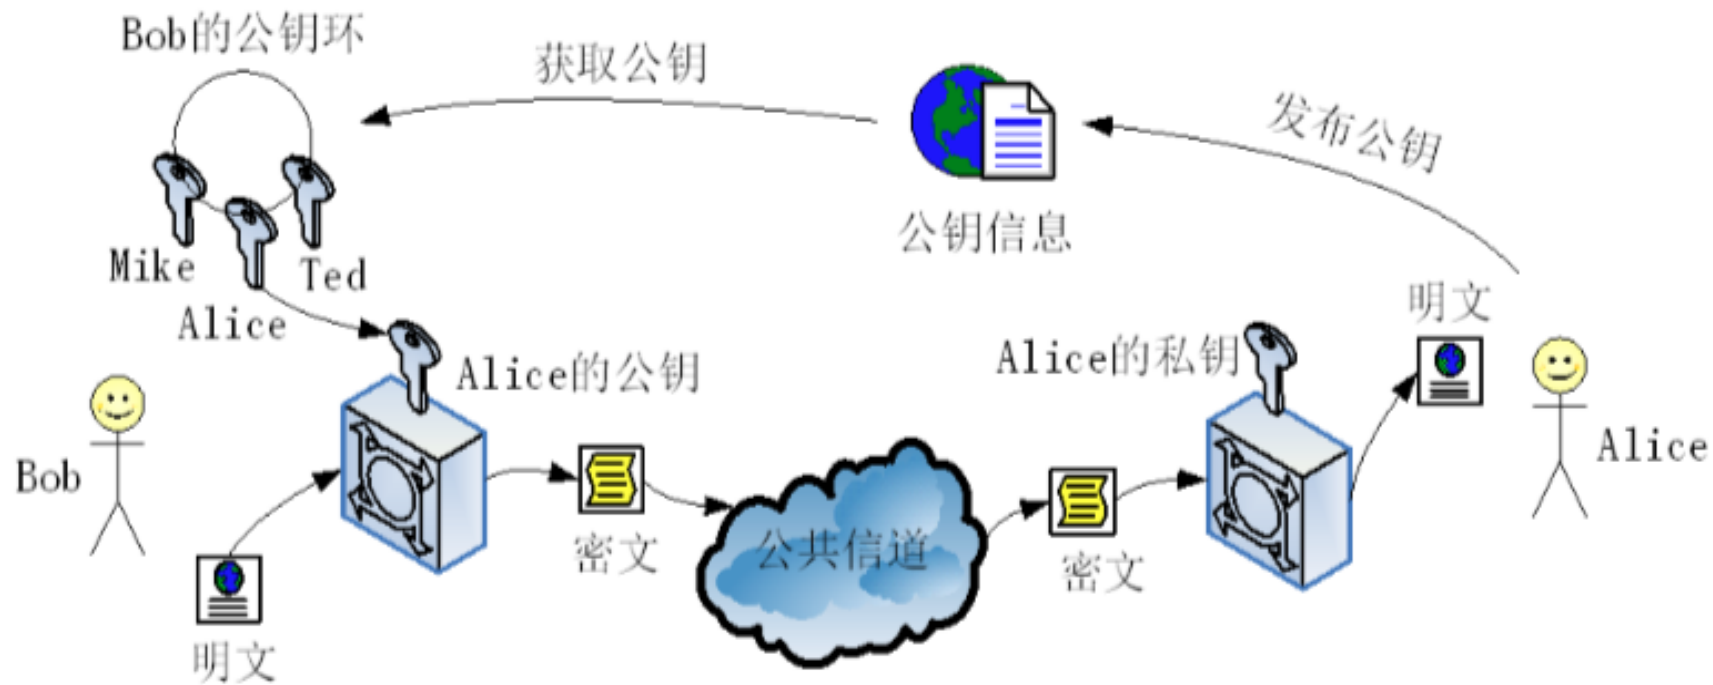 Bob的公钥环
获取公钥
发布公钥
公钥信息
Mike
Ted
Alice
明文
Alice的公钥
Alice的私钥
Bob
Alice
密文
公共信道
密文
明文